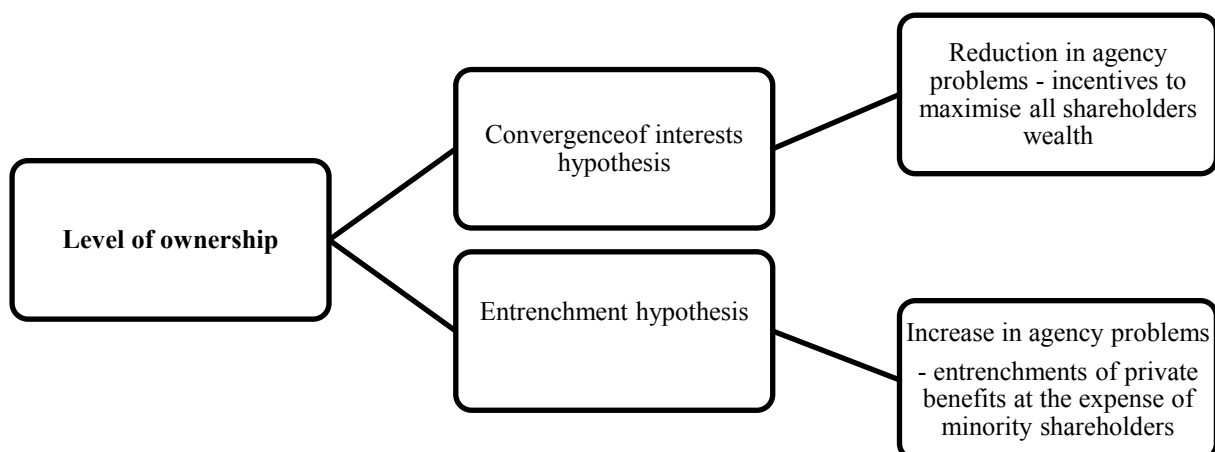 Level of ownership
Convergenceof interests
hypothesis
Reduction in agency
problems - incentives to
maximise all shareholders
wealth
Entrenchment hypothesis
Increase in agency problems
- entrenchments of private
benefits at the expense of
minority shareholders